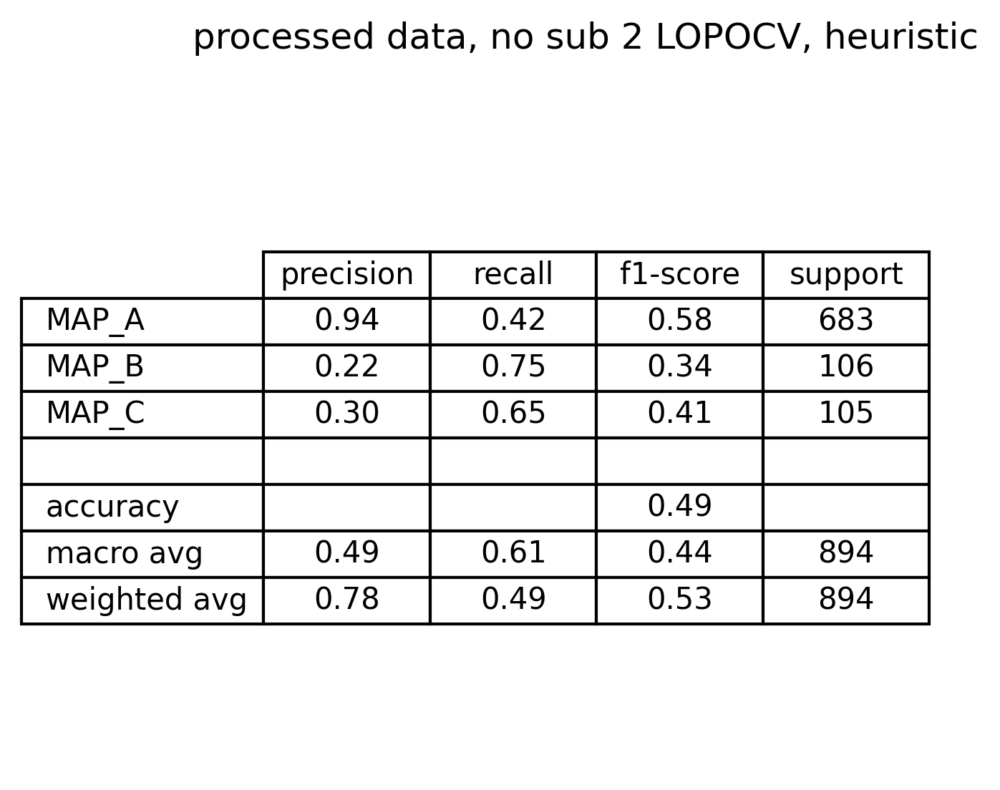 processed data, no sub 2 LOPOCV, heuristic
precision recall f1-score support
MAP_A 0.94 0.42 0.58 683
MAP_B 0.22 0.75 0.34 106
MAP_C 0.30 0.65 0.41 105
accuracy 0.49
macro avg 0.49 0.61 0.44 894
weighted avg 0.78 0.49 0.53 894